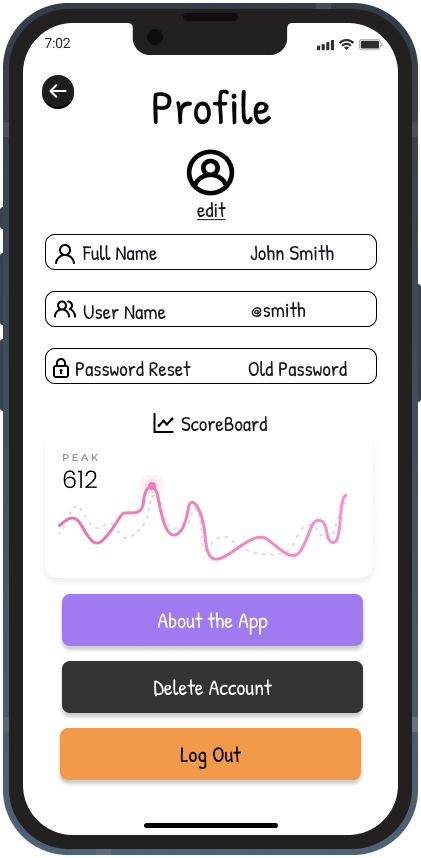 7:02
Profile
edit
Full Name John Smith
User Name @smith
Password Reset Old Password
ScoreBoard
PEAK
612
About the App
Delete Account
Log Out